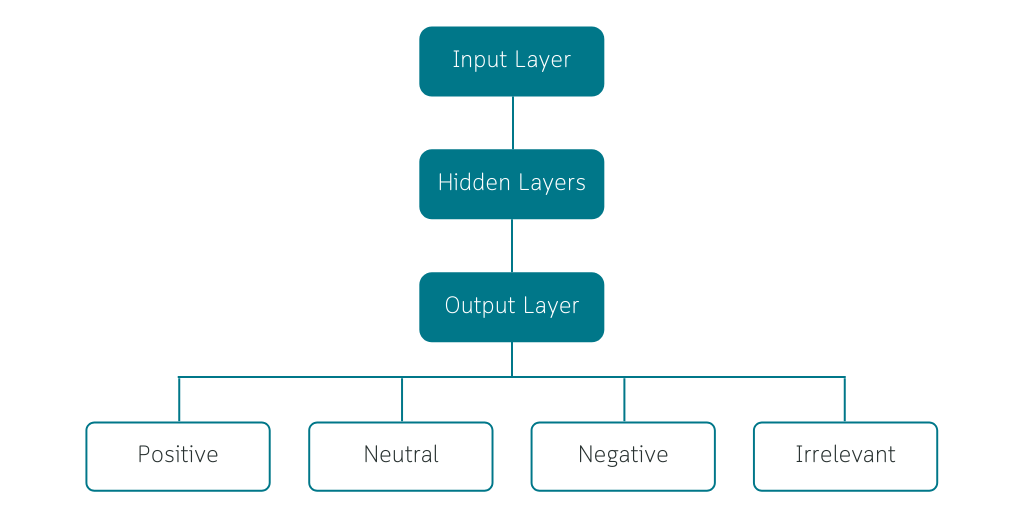 Input Layer
Hidden Layers
Output Layer
Positive
Neutral
Negative
Irrelevant